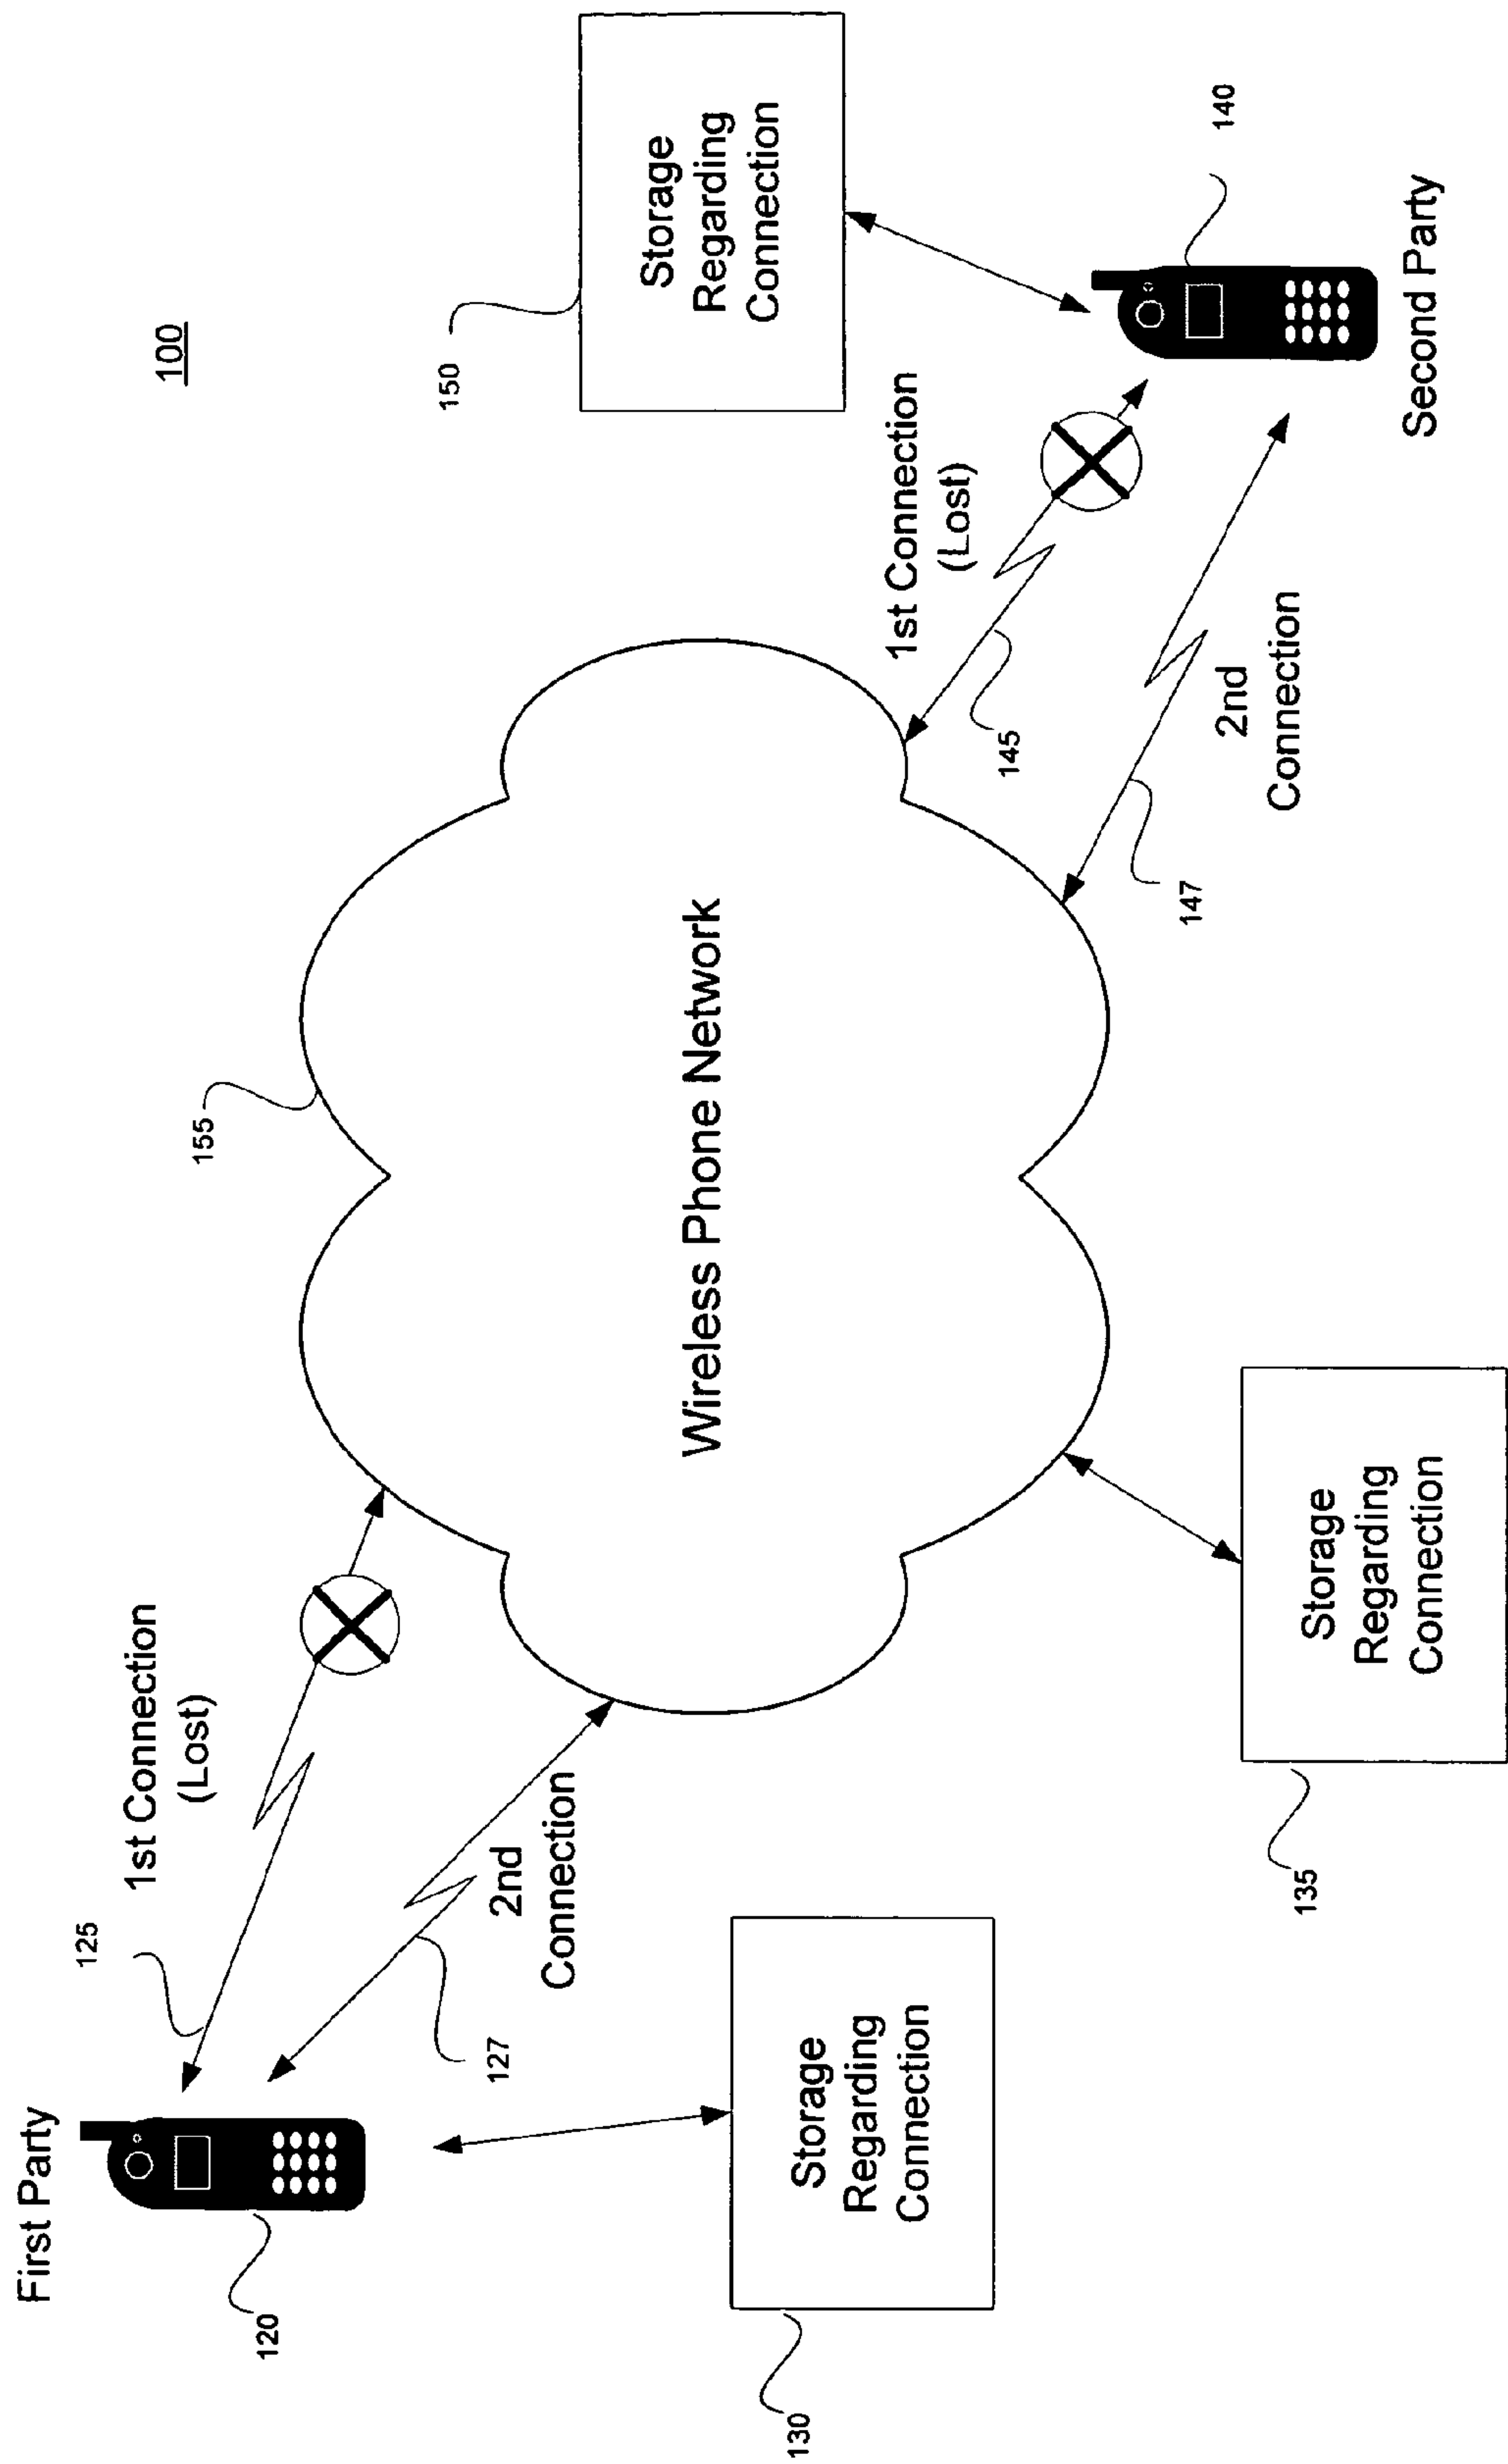 100
First Party
120
125
1st Connection
(Lost)
127
2nd
Connection
155
Wireless Phone Network
150
Storage
Regarding
Connection
1st Connection
(Lost)
145
140
Second Party
2nd
Connection
147
130
Storage
Regarding
Connection
135
Storage
Regarding
Connection